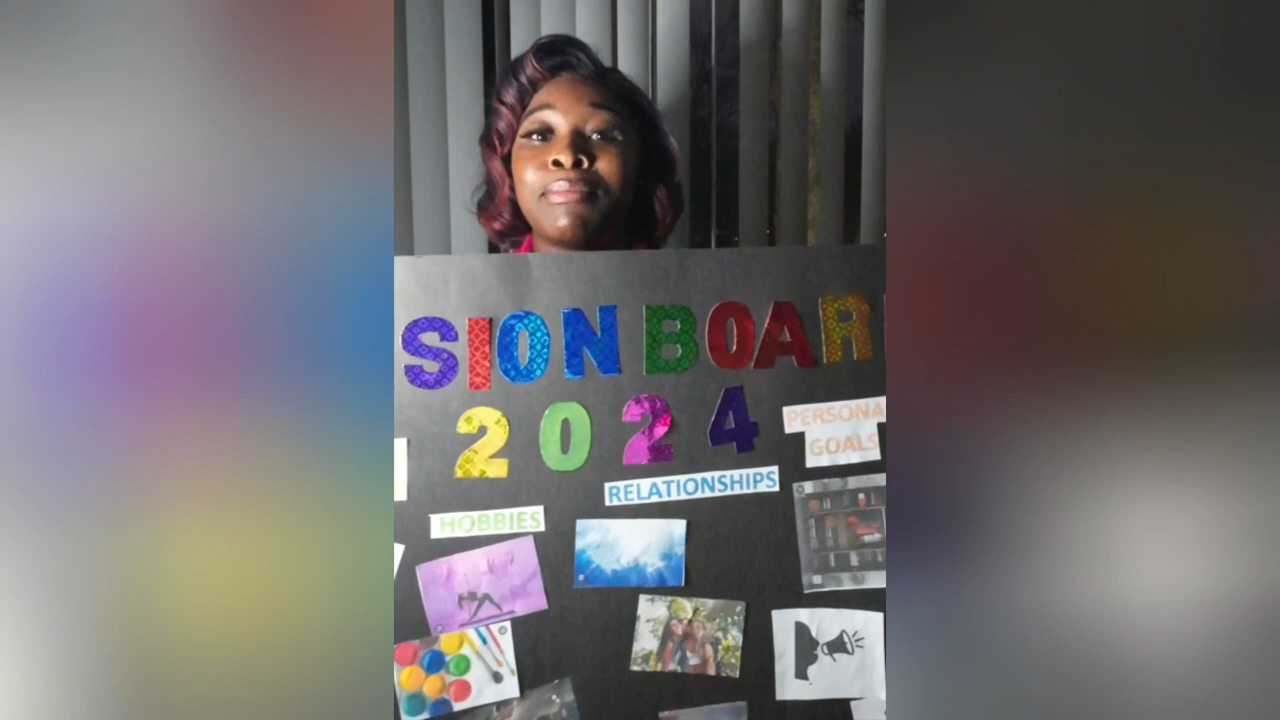 SION BOAR
2024
PERSONA
GOALS
RELATIONSHIPS
HOBBIES